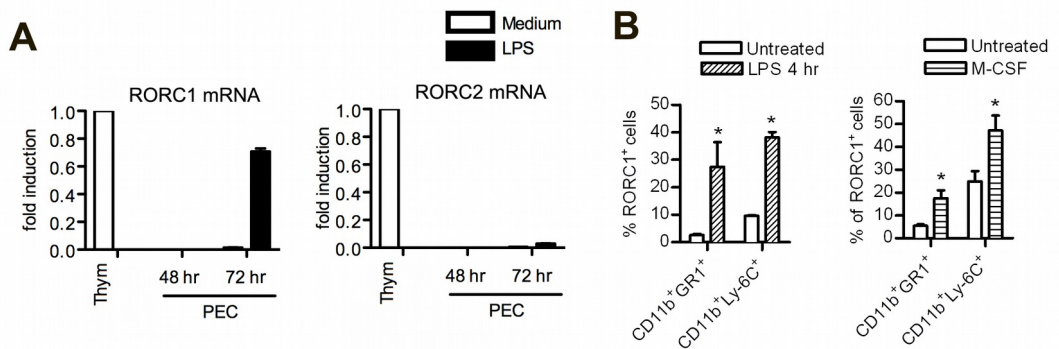 A
Medium
LPS
RORC1 mRNA
fold induction
1.0
0.8
0.6
0.4
0.2
0.0
Thym
48 hr
72 hr
PEC
RORC2 mRNA
fold induction
1.0
0.8
0.6
0.4
0.2
0.0
Thym
48 hr
72 hr
PEC
B
Untreated
LPS 4 hr
% RORC1⁺ cells
50
40
30
20
10
0
*
*
CD11b⁺GR1⁺
CD11b⁺Ly-6C⁺
Untreated
M-CSF
% of RORC1⁺ cells
60
50
40
30
20
10
0
*
*
CD11b⁺GR1⁺
CD11b⁺Ly-6C⁺